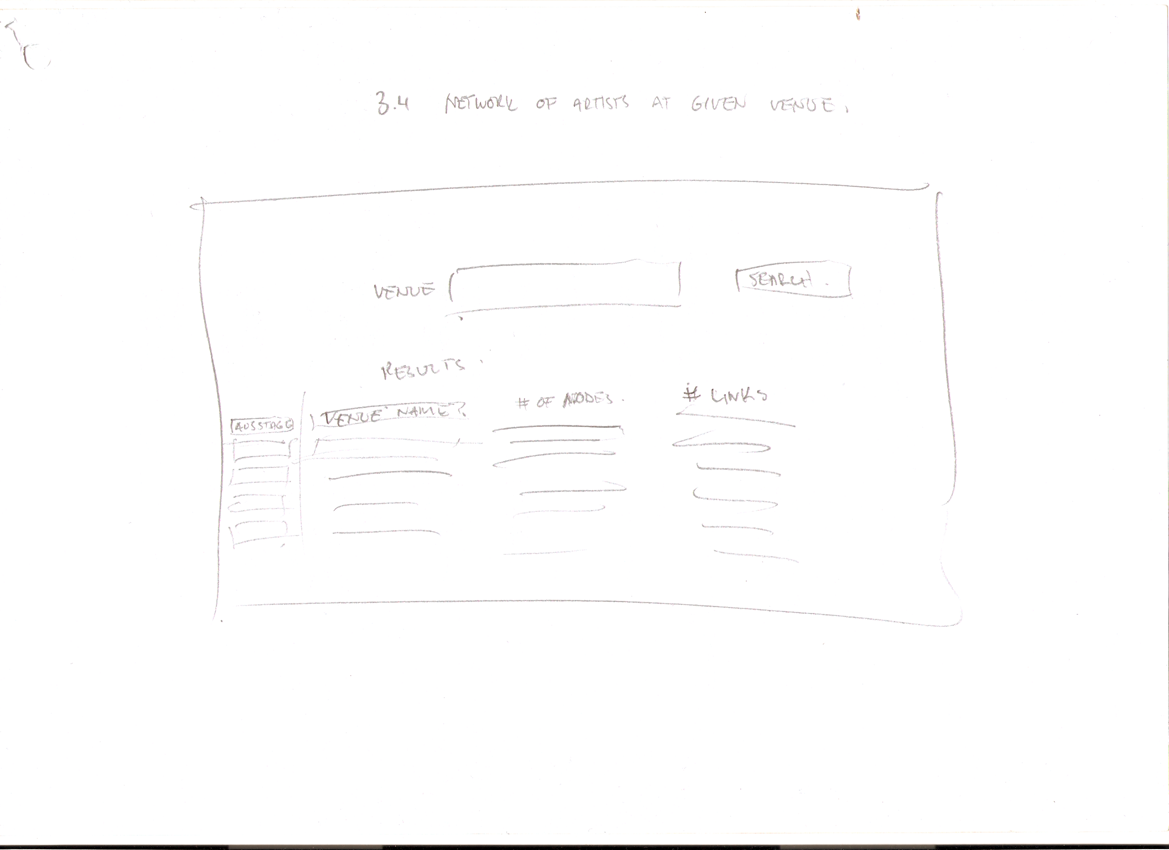 3.4 NETWORK OF ARTISTS AT GIVEN VENUE.
VENUE
SEARCH.
RESULTS.
AUSSTAGE
VENUE NAME?
# OF NODES.
# LINKS